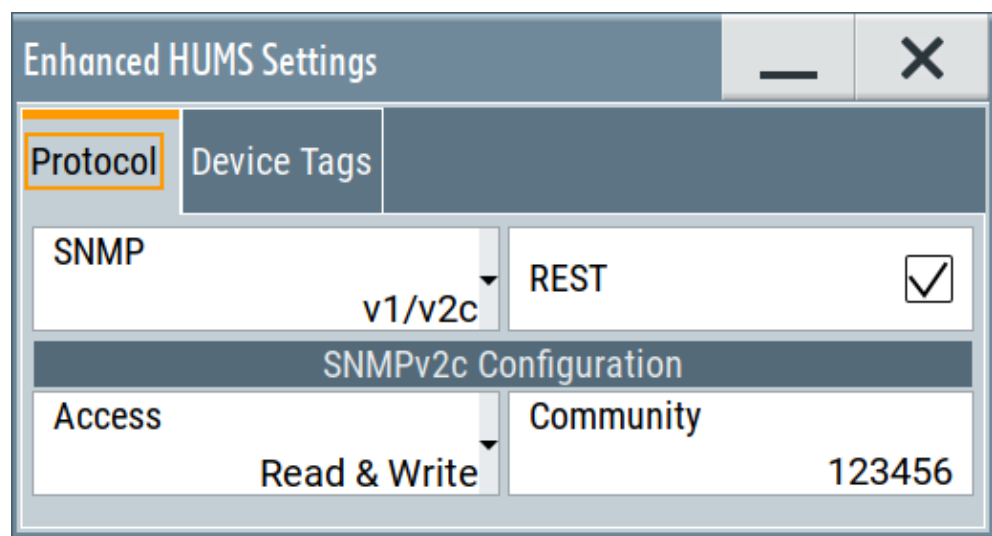 Enhanced HUMS Settings
Protocol Device Tags
SNMP
v1/v2c
REST
SNMPv2c Configuration
Access
Read & Write
Community
123456